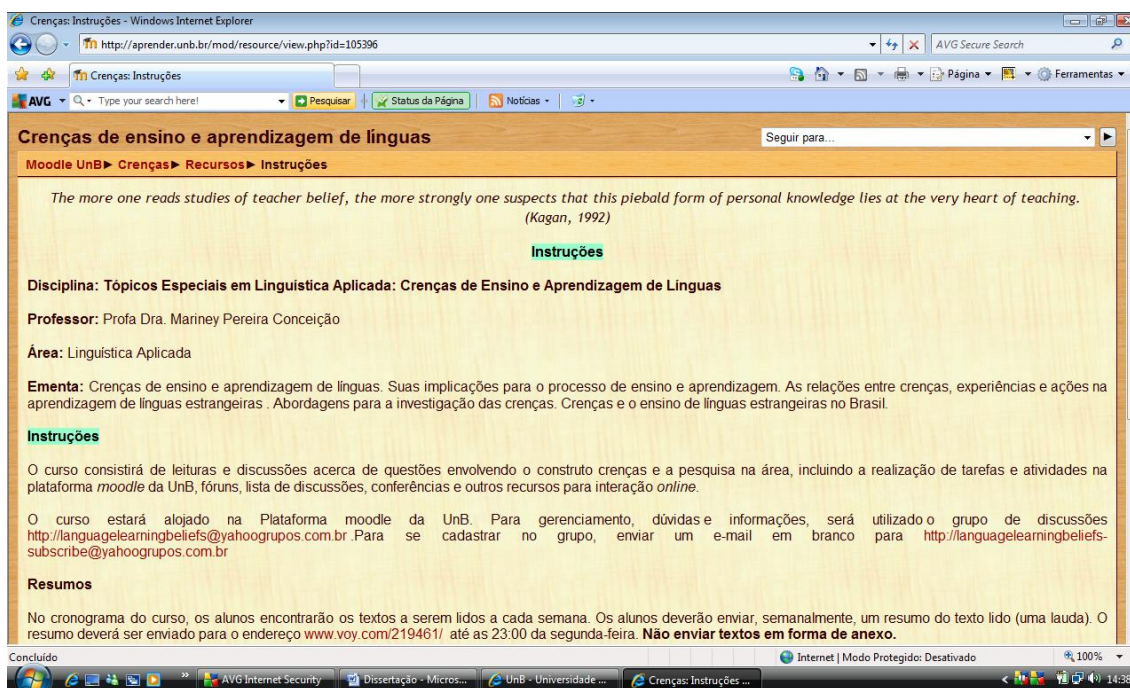 Crenças: Instruções - Windows Internet Explorer
http://aprender.unb.br/mod/resource/view.php?id=105396
AVG Secure Search
Crenças: Instruções
Página
Ferramentas
AVG
Type your search here!
Pesquisar
Status da Página
Notícias
Crenças de ensino e aprendizagem de línguas
Seguir para...
Moodle UnB► Crenças► Recursos► Instruções
The more one reads studies of teacher belief, the more strongly one suspects that this piebald form of personal knowledge lies at the very heart of teaching.
(Kagan, 1992)
Instruções
Disciplina: Tópicos Especiais em Linguística Aplicada: Crenças de Ensino e Aprendizagem de Línguas
Professor: Profa Dra. Mariney Pereira Conceição
Área: Linguística Aplicada
Ementa: Crenças de ensino e aprendizagem de línguas. Suas implicações para o processo de ensino e aprendizagem. As relações entre crenças, experiências e ações na
aprendizagem de línguas estrangeiras . Abordagens para a investigação das crenças. Crenças e o ensino de línguas estrangeiras no Brasil.
Instruções
O curso consistirá de leituras e discussões acerca de questões envolvendo o construto crenças e a pesquisa na área, incluindo a realização de tarefas e atividades na
plataforma moodle da UnB, fóruns, lista de discussões, conferências e outros recursos para interação online.
O curso estará alojado na Plataforma moodle da UnB. Para gerenciamento, dúvidas e informações, será utilizado o grupo de discussões
http://languagelearningbeliefs@yahoogrupos.com.br .Para se cadastrar no grupo, enviar um e-mail em branco para http://languagelearningbeliefs-
subscribe@yahoogrupos.com.br
Resumos
No cronograma do curso, os alunos encontrarão os textos a serem lidos a cada semana. Os alunos deverão enviar, semanalmente, um resumo do texto lido (uma lauda). O
resumo deverá ser enviado para o endereço www.voy.com/219461/ até as 23:00 da segunda-feira. Não enviar textos em forma de anexo.
Concluído
Internet | Modo Protegido: Desativado
100%
AVG Internet Security
Dissertação - Micros...
UnB - Universidade ...
Crenças: Instruções ...
14:38